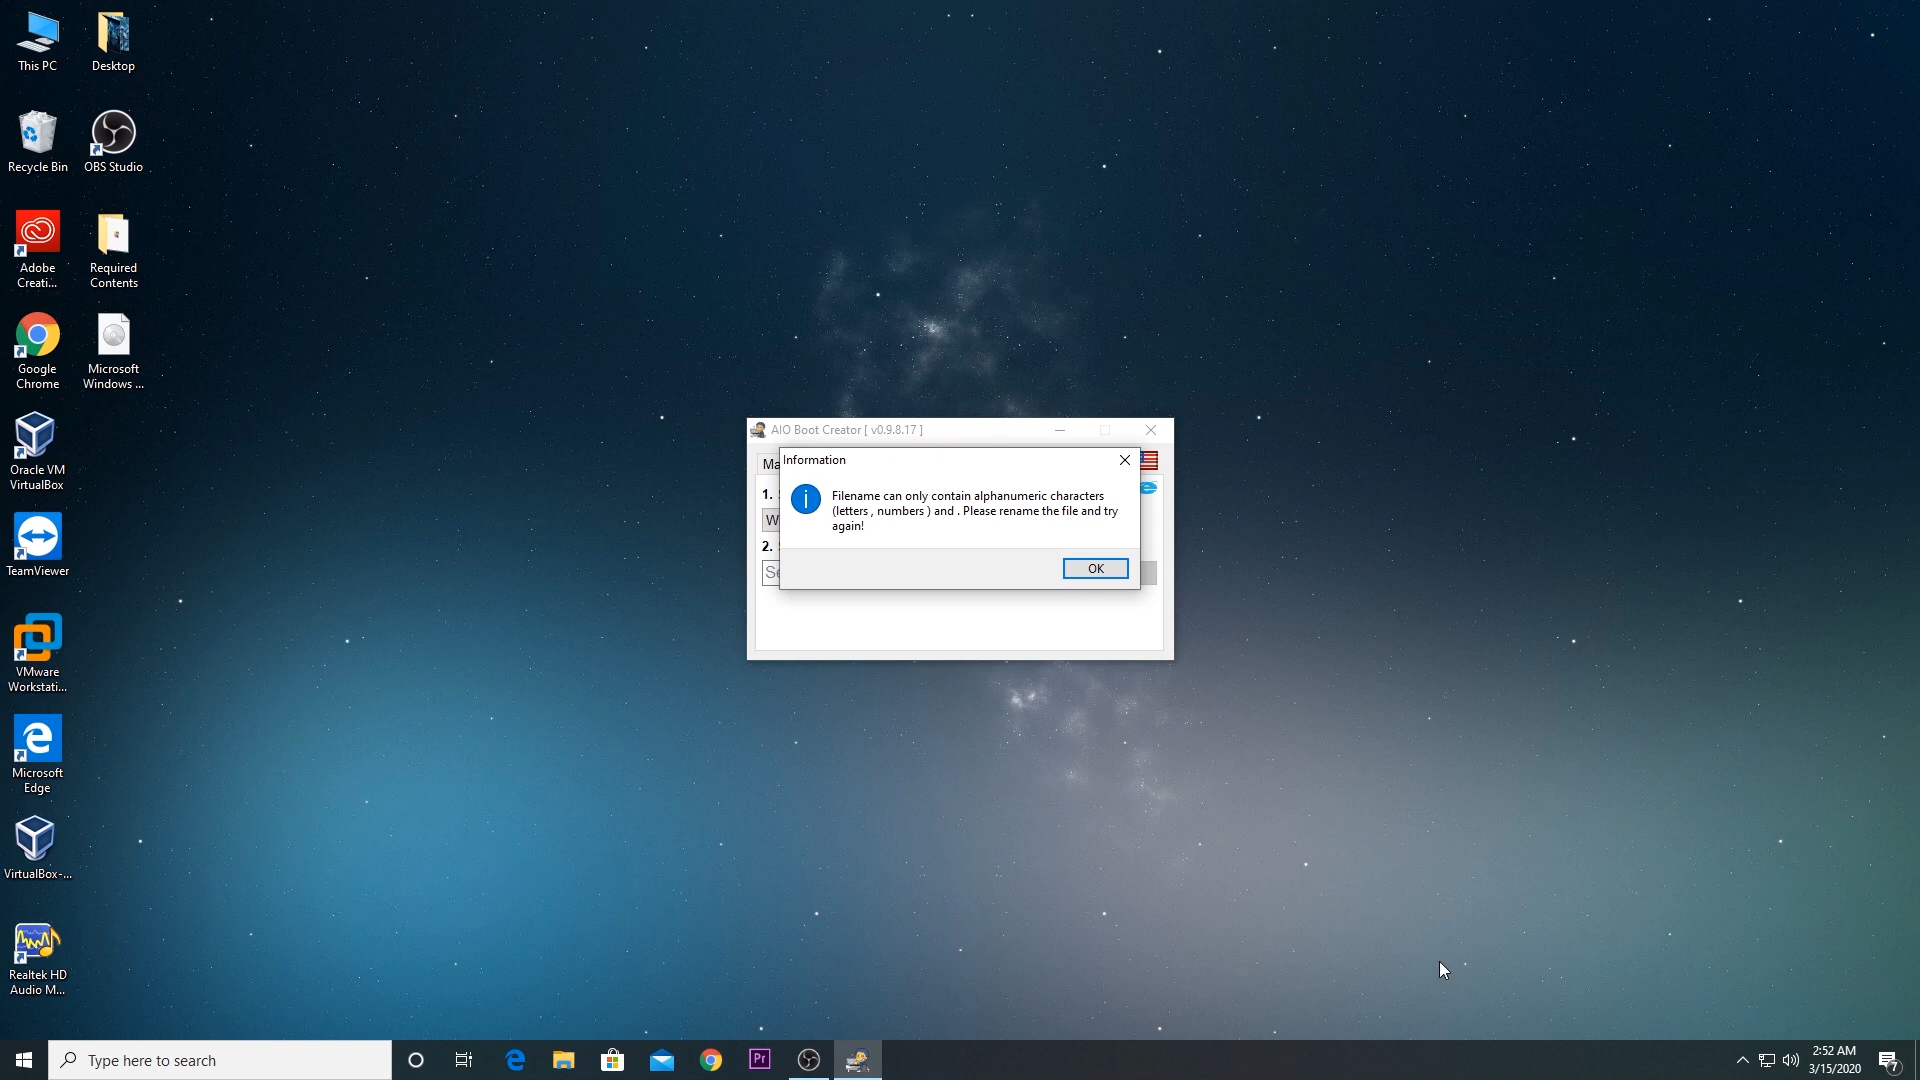 This PC
Desktop
Recycle Bin
OBS Studio
Adobe
Creati...
Required
Contents
Google
Chrome
Microsoft
Windows ...
Oracle VM
VirtualBox
TeamViewer
VMware
Workstati...
Microsoft
Edge
VirtualBox-...
Realtek HD
Audio M...
AIO Boot Creator [ v0.9.8.17 ]
Ma
Information
1.
W
2.
Se
Filename can only contain alphanumeric characters
(letters , numbers ) and . Please rename the file and try
again!
OK
Type here to search
Pr
2:52 AM
3/15/2020
7